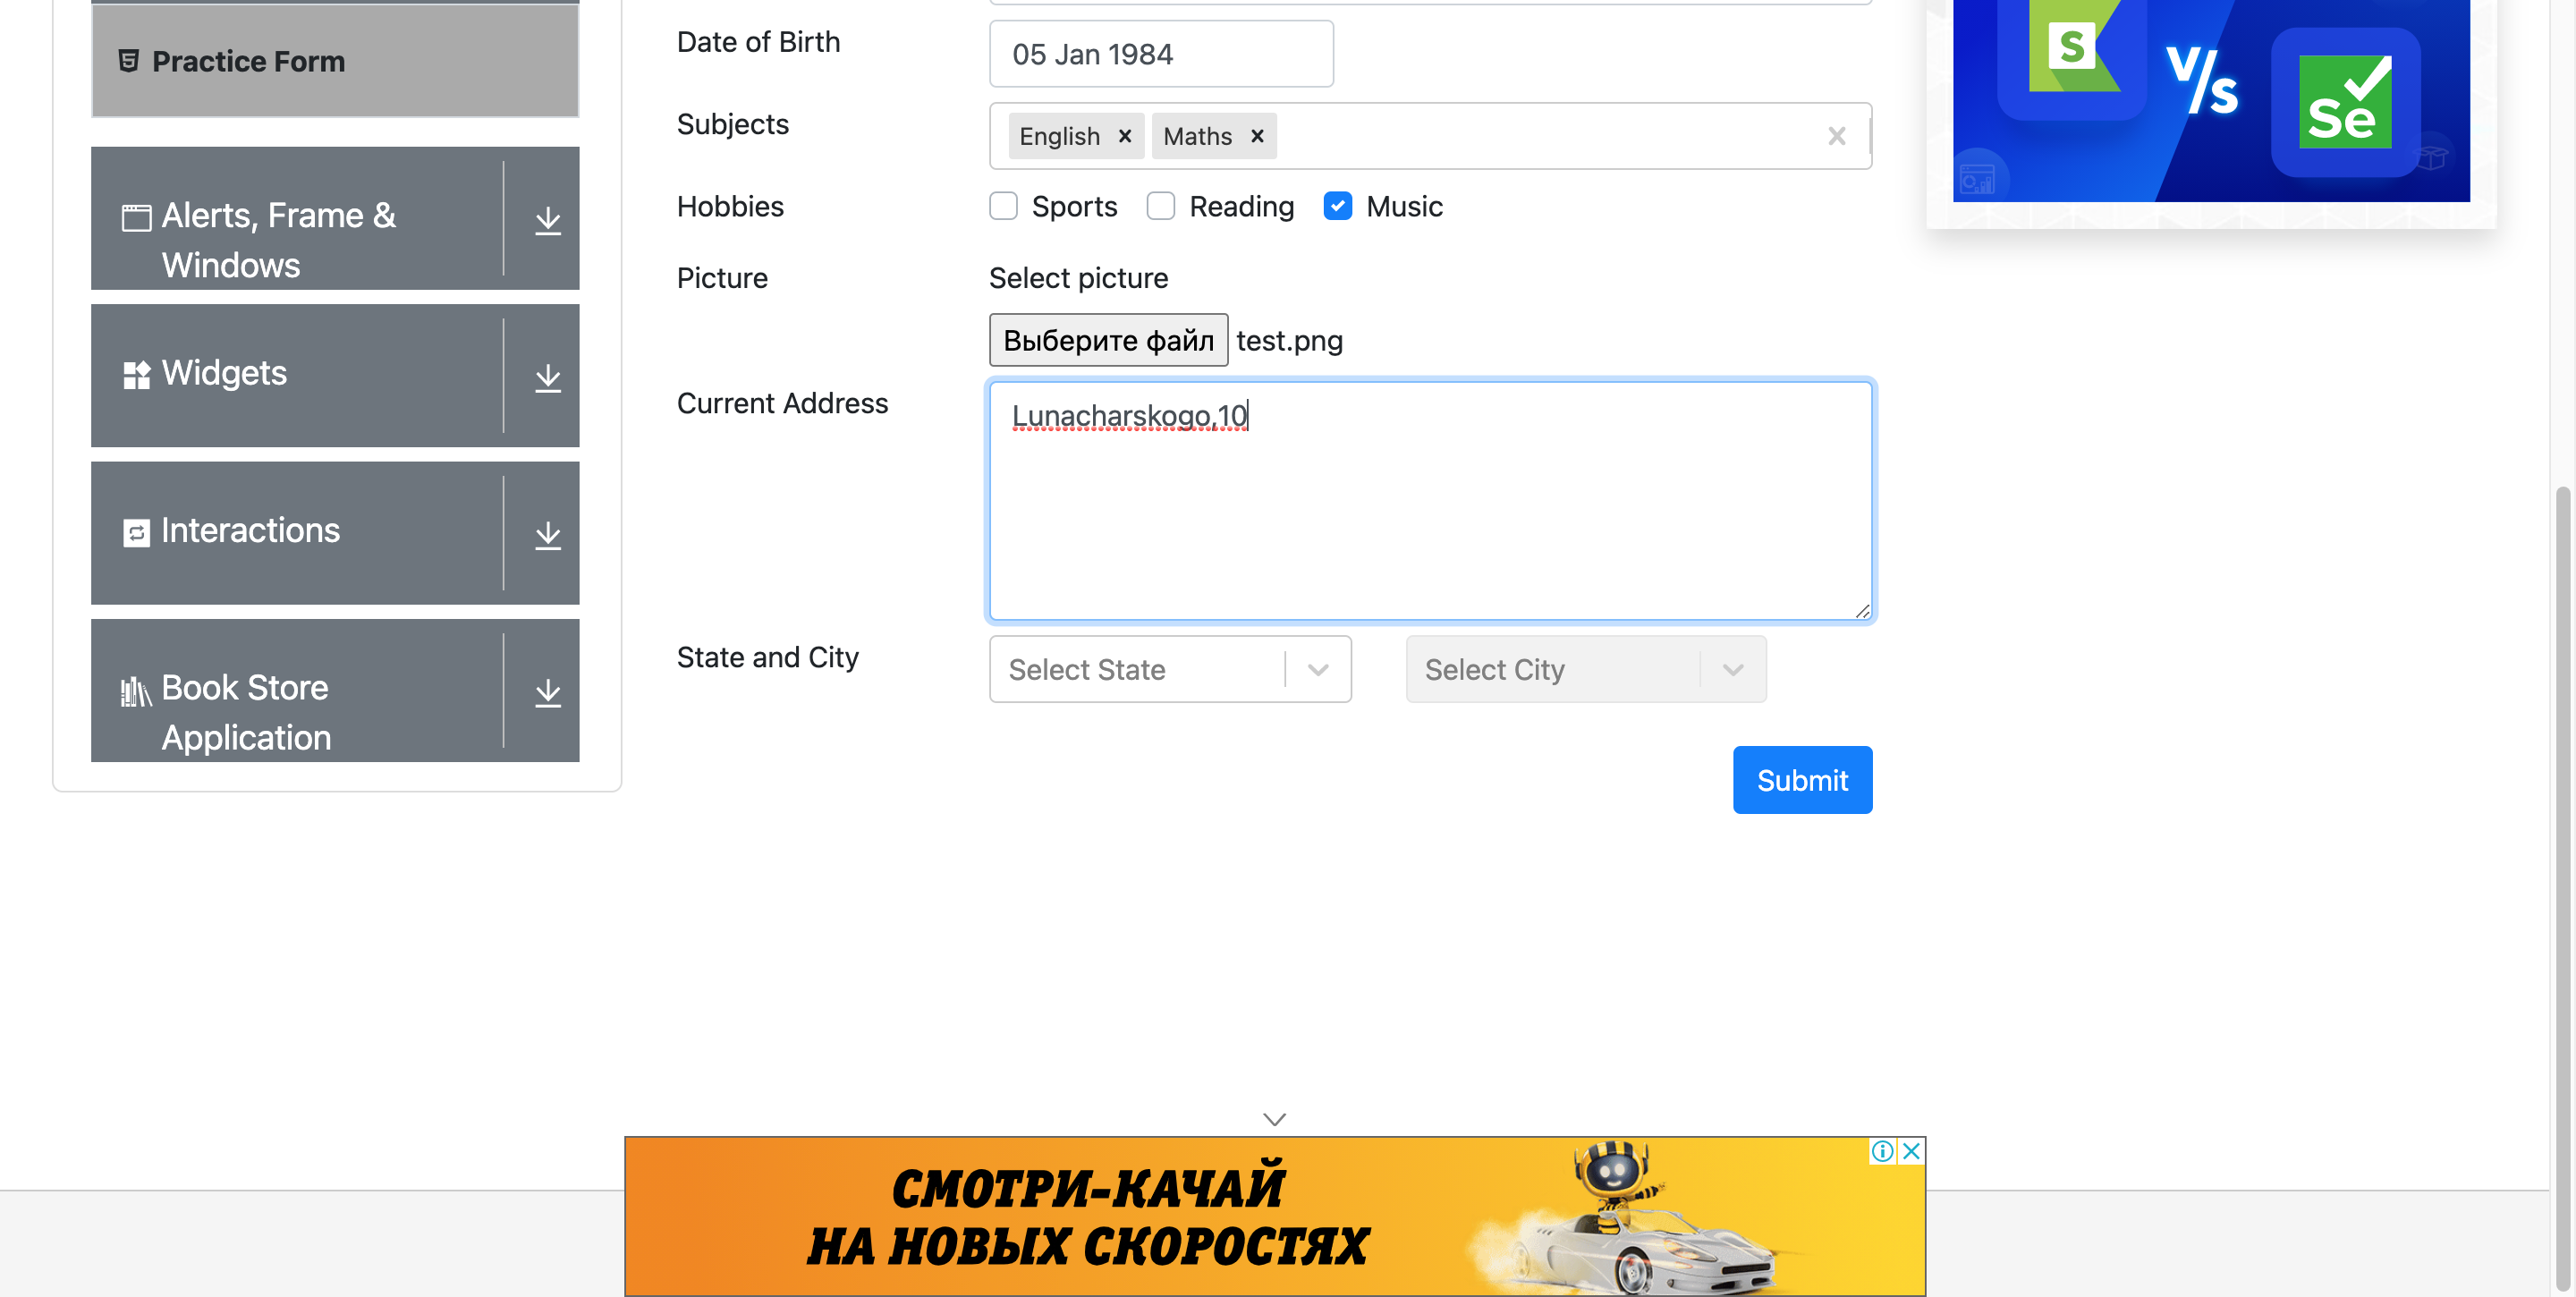 Practice Form
Alerts, Frame &
Windows
Widgets
Interactions
Book Store
Application
Date of Birth
05 Jan 1984
Subjects
English
Maths
Hobbies
Sports
Reading
Music
Picture
Select picture
Выберите файл test.png
Current Address
Lunacharskogo,10
State and City
Select State
Select City
Submit
S
V/s
Se
СМОТРИ-КАЧАЙ
НА НОВЫХ СКОРОСТЯХ